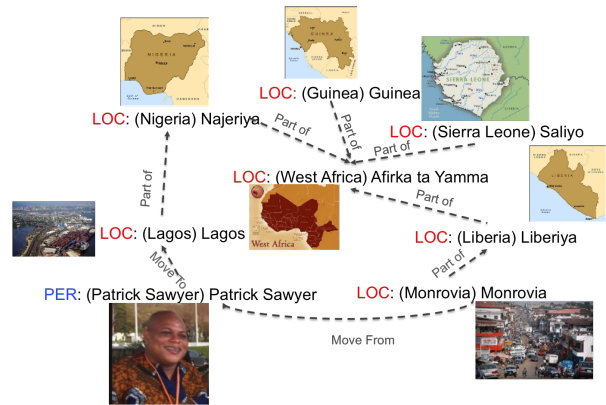 NIGERIA
GUINEA
SIERRA LEONE
LOC: (Guinea) Guinea
LOC: (Nigeria) Najeriya
Part of
Part of
Part of
LOC: (Sierra Leone) Saliyo
LIBERIA
LOC: (West Africa) Afirka ta Yamma
Part of
Part of
West Africa
LOC: (Lagos) Lagos
LOC: (Liberia) Liberiya
Move To
Part of
PER: (Patrick Sawyer) Patrick Sawyer
LOC: (Monrovia) Monrovia
Move From